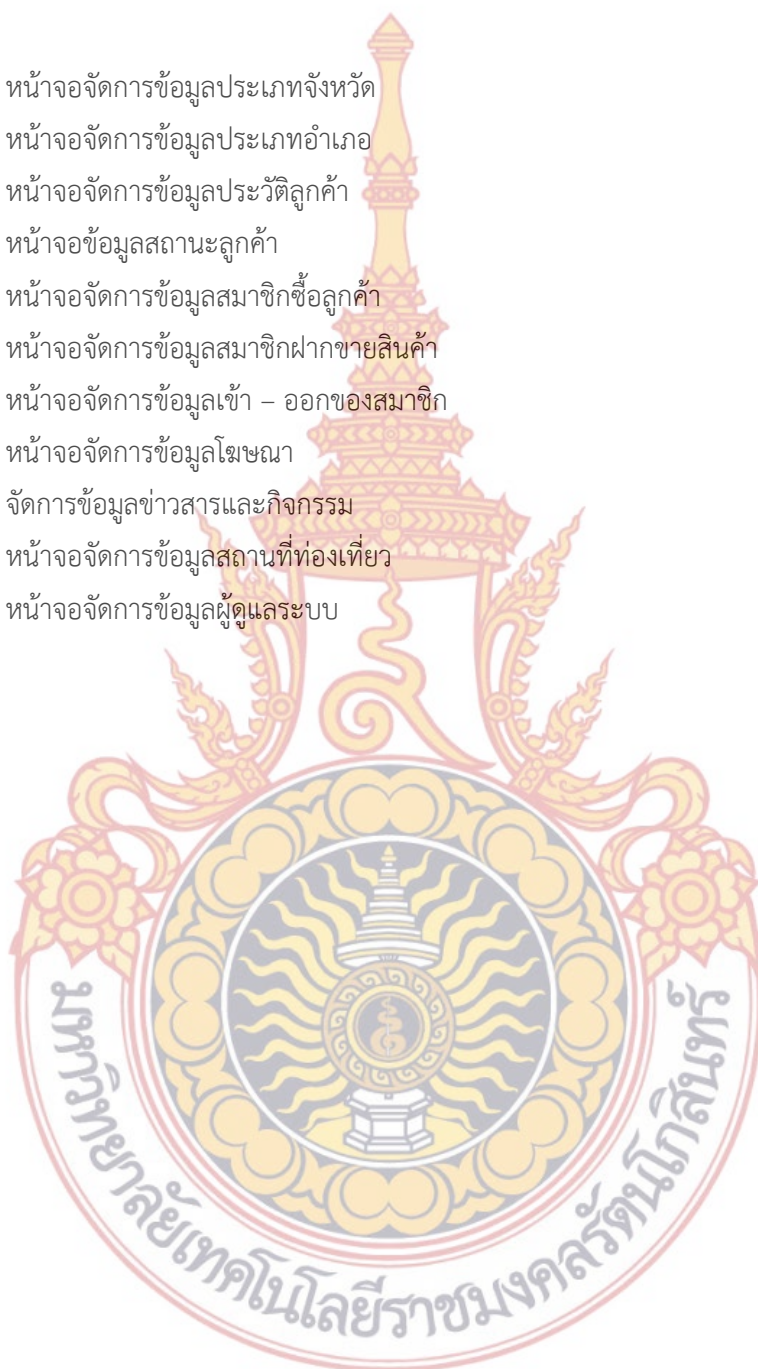 หน้าจอจัดการข้อมูลประเภทจังหวัด
หน้าจอจัดการข้อมูลประเภทอำเภอ
หน้าจอจัดการข้อมูลประวัติลูกค้า
หน้าจอข้อมูลสถานะลูกค้า
หน้าจอจัดการข้อมูลสมาชิกซื้อลูกค้า
หน้าจอจัดการข้อมูลสมาชิกฝากขายสินค้า
หน้าจอจัดการข้อมูลเข้า – ออกของสมาชิก
หน้าจอจัดการข้อมูลโฆษณา
จัดการข้อมูลข่าวสารและกิจกรรม
หน้าจอจัดการข้อมูลสถานที่ท่องเที่ยว
หน้าจอจัดการข้อมูลผู้ดูแลระบบ
มหาวิทยาลัยเทคโนโลยีราชมงคลรัตนโกสินทร์